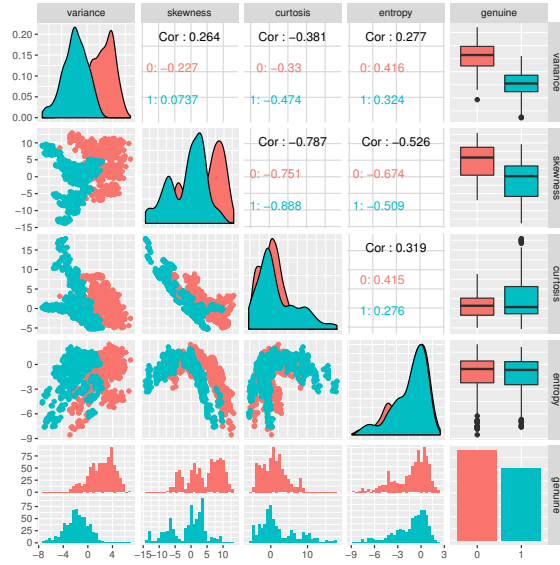 variance skewness curtosis entropy genuine
0.20
0.15
0.10
0.05
0.00
Cor : 0.264
0: −0.227
1: 0.0737
Cor : −0.381
0: −0.33
1: −0.474
Cor : 0.277
0: 0.416
1: 0.324
variance
10
5
0
−5
−10
−15
Cor : −0.787
0: −0.751
1: −0.888
Cor : −0.526
0: −0.674
1: −0.509
skewness
15
10
5
0
−5
Cor : 0.319
0: 0.415
1: 0.276
curtosis
0
−3
−6
−9
entropy
75
50
25
0
75
50
25
0
genuine
−8 −4 0 4
−15 −10 −5 0 5 10
0 10
−9 −6 −3 0 3
0 1